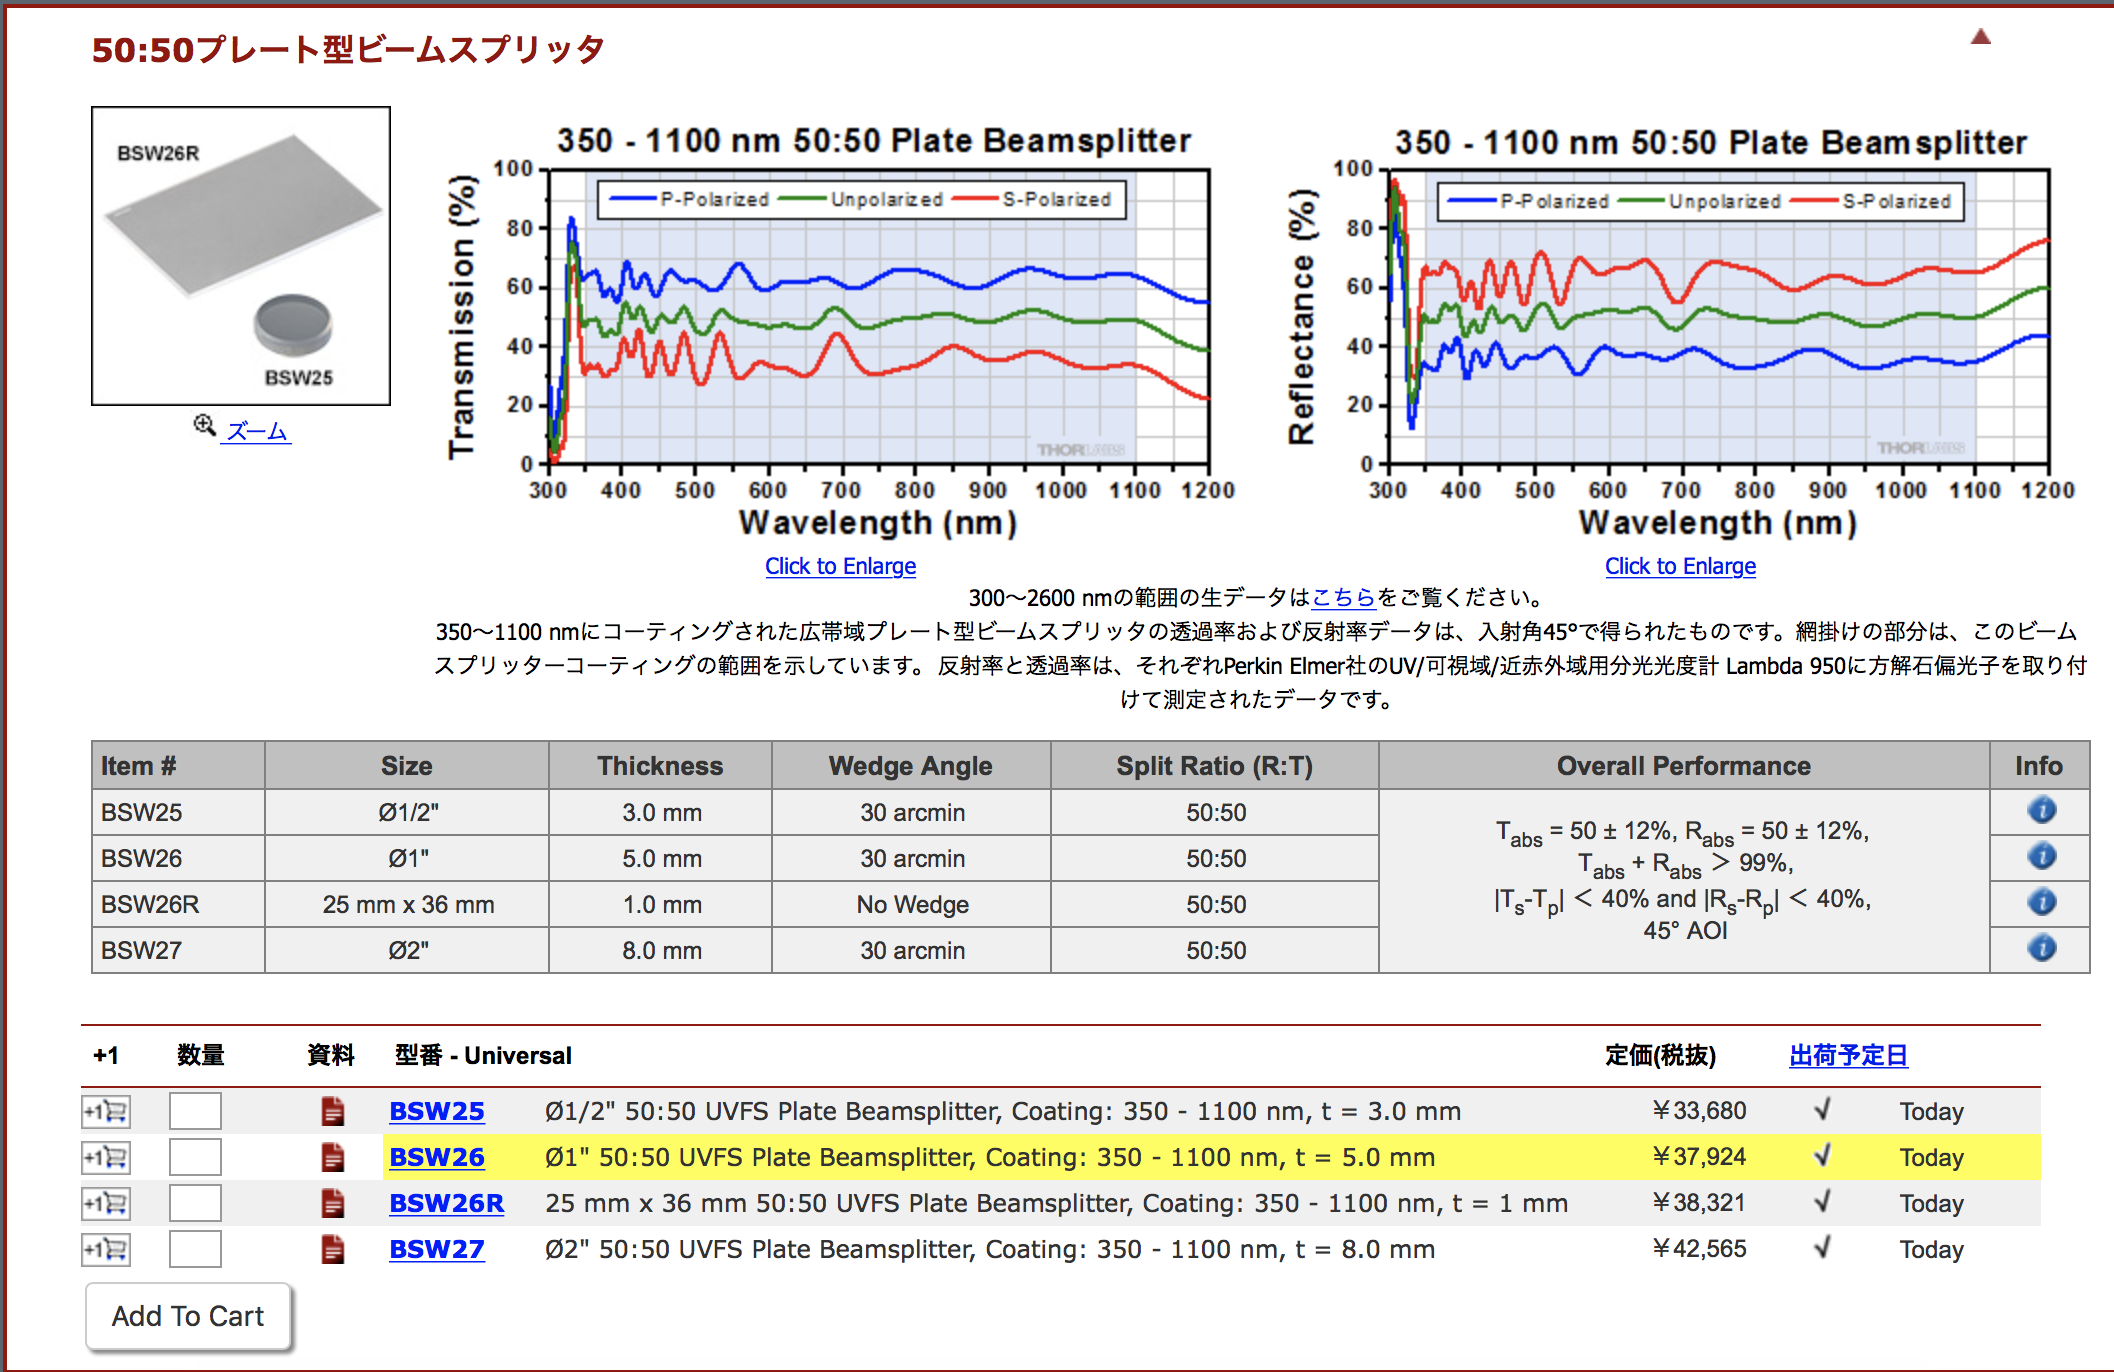 50:50プレート型ビームスプリッタ
BSW26R
BSW25
ズーム
350 - 1100 nm 50:50 Plate Beamsplitter
P-Polarized Unpolarized S-Polarized
Transmission (%)
100
80
60
40
20
0
THORLABS
300 400 500 600 700 800 900 1000 1100 1200
Wavelength (nm)
Click to Enlarge
350 - 1100 nm 50:50 Plate Beamsplitter
P-Polarized Unpolarized S-Polarized
Reflectance (%)
100
80
60
40
20
0
THORLABS
300 400 500 600 700 800 900 1000 1100 1200
Wavelength (nm)
Click to Enlarge
300～2600 nmの範囲の生データはこちらをご覧ください。
350～1100 nmにコーティングされた広帯域プレート型ビームスプリッタの透過率および反射率データは、入射角45°で得られたものです。網掛けの部分は、このビーム
スプリッターコーティングの範囲を示しています。 反射率と透過率は、それぞれPerkin Elmer社のUV/可視域/近赤外域用分光光度計 Lambda 950に方解石偏光子を取り付
けて測定されたデータです。
Item # Size Thickness Wedge Angle Split Ratio (R:T) Overall Performance Info
BSW25 Ø1/2" 3.0 mm 30 arcmin 50:50
BSW26 Ø1" 5.0 mm 30 arcmin 50:50
BSW26R 25 mm x 36 mm 1.0 mm No Wedge 50:50
BSW27 Ø2" 8.0 mm 30 arcmin 50:50
Tabs = 50 ± 12%, Rabs = 50 ± 12%,
Tabs + Rabs > 99%,
|Ts-Tp| < 40% and |Rs-Rp| < 40%,
45° AOI
+1 数量 資料 型番 - Universal 定価(税抜) 出荷予定日
+1 BSW25 Ø1/2" 50:50 UVFS Plate Beamsplitter, Coating: 350 - 1100 nm, t = 3.0 mm ￥33,680 Today
+1 BSW26 Ø1" 50:50 UVFS Plate Beamsplitter, Coating: 350 - 1100 nm, t = 5.0 mm ￥37,924 Today
+1 BSW26R 25 mm x 36 mm 50:50 UVFS Plate Beamsplitter, Coating: 350 - 1100 nm, t = 1 mm ￥38,321 Today
+1 BSW27 Ø2" 50:50 UVFS Plate Beamsplitter, Coating: 350 - 1100 nm, t = 8.0 mm ￥42,565 Today
Add To Cart